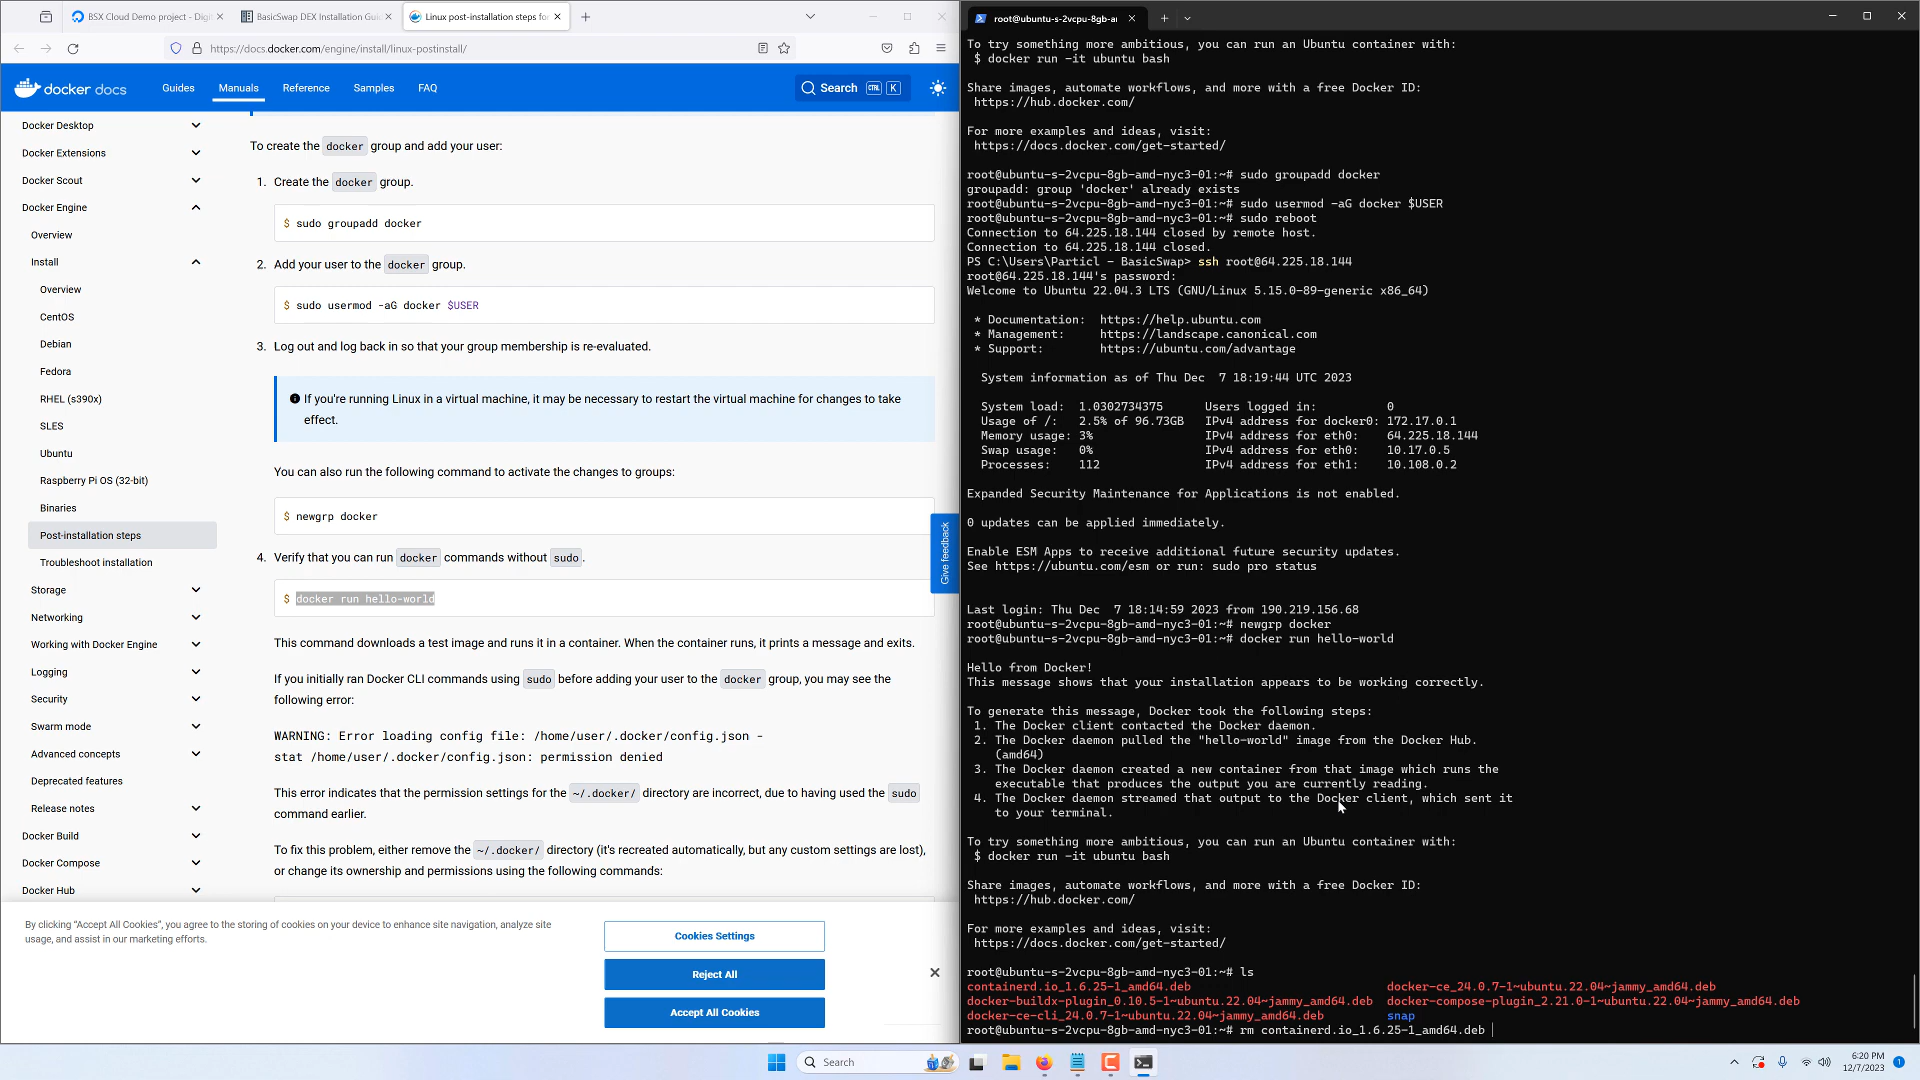 BSX Cloud Demo project - Digi
BasicSwap DEX Installation Gui
Linux post-installation steps fo
https://docs.docker.com/engine/install/linux-postinstall/
docker docs
Guides
Manuals
Reference
Samples
FAQ
Search
CTRL
K
Docker Desktop
Docker Extensions
Docker Scout
Docker Engine
Overview
Install
Overview
CentOS
Debian
Fedora
RHEL (s390x)
SLES
Ubuntu
Raspberry Pi OS (32-bit)
Binaries
Post-installation steps
Troubleshoot installation
Storage
Networking
Working with Docker Engine
Logging
Security
Swarm mode
Advanced concepts
Deprecated features
Release notes
Docker Build
Docker Compose
Docker Hub
To create the docker group and add your user:
1. Create the docker group.
$ sudo groupadd docker
2. Add your user to the docker group.
$ sudo usermod -aG docker $USER
3. Log out and log back in so that your group membership is re-evaluated.
If you're running Linux in a virtual machine, it may be necessary to restart the virtual machine for changes to take
effect.
You can also run the following command to activate the changes to groups:
$ newgrp docker
4. Verify that you can run docker commands without sudo.
$ docker run hello-world
This command downloads a test image and runs it in a container. When the container runs, it prints a message and exits.
If you initially ran Docker CLI commands using sudo before adding your user to the docker group, you may see the
following error:
WARNING: Error loading config file: /home/user/.docker/config.json -
stat /home/user/.docker/config.json: permission denied
This error indicates that the permission settings for the ~/.docker/ directory are incorrect, due to having used the sudo
command earlier.
To fix this problem, either remove the ~/.docker/ directory (it's recreated automatically, but any custom settings are lost),
or change its ownership and permissions using the following commands:
Give feedback
By clicking “Accept All Cookies”, you agree to the storing of cookies on your device to enhance site navigation, analyze site
usage, and assist in our marketing efforts.
Cookies Settings
Reject All
Accept All Cookies
root@ubuntu-s-2vcpu-8gb-a
To try something more ambitious, you can run an Ubuntu container with:
$ docker run -it ubuntu bash
Share images, automate workflows, and more with a free Docker ID:
https://hub.docker.com/
For more examples and ideas, visit:
https://docs.docker.com/get-started/
root@ubuntu-s-2vcpu-8gb-amd-nyc3-01:~# sudo groupadd docker
groupadd: group 'docker' already exists
root@ubuntu-s-2vcpu-8gb-amd-nyc3-01:~# sudo usermod -aG docker $USER
root@ubuntu-s-2vcpu-8gb-amd-nyc3-01:~# sudo reboot
Connection to 64.225.18.144 closed by remote host.
Connection to 64.225.18.144 closed.
PS C:\Users\Particl - BasicSwap> ssh root@64.225.18.144
root@64.225.18.144's password:
Welcome to Ubuntu 22.04.3 LTS (GNU/Linux 5.15.0-89-generic x86_64)
* Documentation: https://help.ubuntu.com
* Management: https://landscape.canonical.com
* Support: https://ubuntu.com/advantage
System information as of Thu Dec 7 18:19:44 UTC 2023
System load: 1.0302734375 Users logged in: 0
Usage of /: 2.5% of 96.73GB IPv4 address for docker0: 172.17.0.1
Memory usage: 3% IPv4 address for eth0: 64.225.18.144
Swap usage: 0% IPv4 address for eth0: 10.17.0.5
Processes: 112 IPv4 address for eth1: 10.108.0.2
Expanded Security Maintenance for Applications is not enabled.
0 updates can be applied immediately.
Enable ESM Apps to receive additional future security updates.
See https://ubuntu.com/esm or run: sudo pro status
Last login: Thu Dec 7 18:14:59 2023 from 190.219.156.68
root@ubuntu-s-2vcpu-8gb-amd-nyc3-01:~# newgrp docker
root@ubuntu-s-2vcpu-8gb-amd-nyc3-01:~# docker run hello-world
Hello from Docker!
This message shows that your installation appears to be working correctly.
To generate this message, Docker took the following steps:
1. The Docker client contacted the Docker daemon.
2. The Docker daemon pulled the "hello-world" image from the Docker Hub.
(amd64)
3. The Docker daemon created a new container from that image which runs the
executable that produces the output you are currently reading.
4. The Docker daemon streamed that output to the Docker client, which sent it
to your terminal.
To try something more ambitious, you can run an Ubuntu container with:
$ docker run -it ubuntu bash
Share images, automate workflows, and more with a free Docker ID:
https://hub.docker.com/
For more examples and ideas, visit:
https://docs.docker.com/get-started/
root@ubuntu-s-2vcpu-8gb-amd-nyc3-01:~# ls
containerd.io_1.6.25-1_amd64.deb docker-ce_24.0.7-1~ubuntu.22.04~jammy_amd64.deb
docker-buildx-plugin_0.10.5-1~ubuntu.22.04~jammy_amd64.deb docker-compose-plugin_2.21.0-1~ubuntu.22.04~jammy_amd64.deb
docker-ce-cli_24.0.7-1~ubuntu.22.04~jammy_amd64.deb snap
root@ubuntu-s-2vcpu-8gb-amd-nyc3-01:~# rm containerd.io_1.6.25-1_amd64.deb
Search
6:20 PM
12/7/2023
1